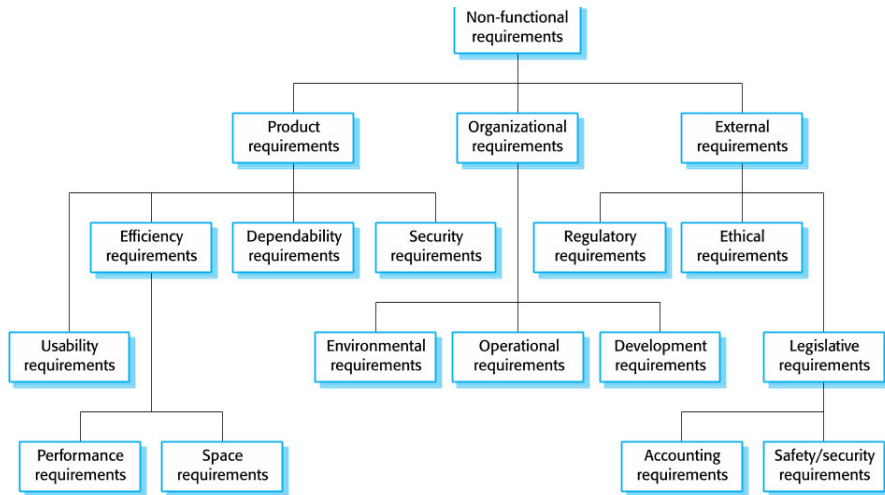 Non-functional
requirements
Product
requirements
Organizational
requirements
External
requirements
Efficiency
requirements
Dependability
requirements
Security
requirements
Regulatory
requirements
Ethical
requirements
Usability
requirements
Environmental
requirements
Operational
requirements
Development
requirements
Legislative
requirements
Performance
requirements
Space
requirements
Accounting
requirements
Safety/security
requirements